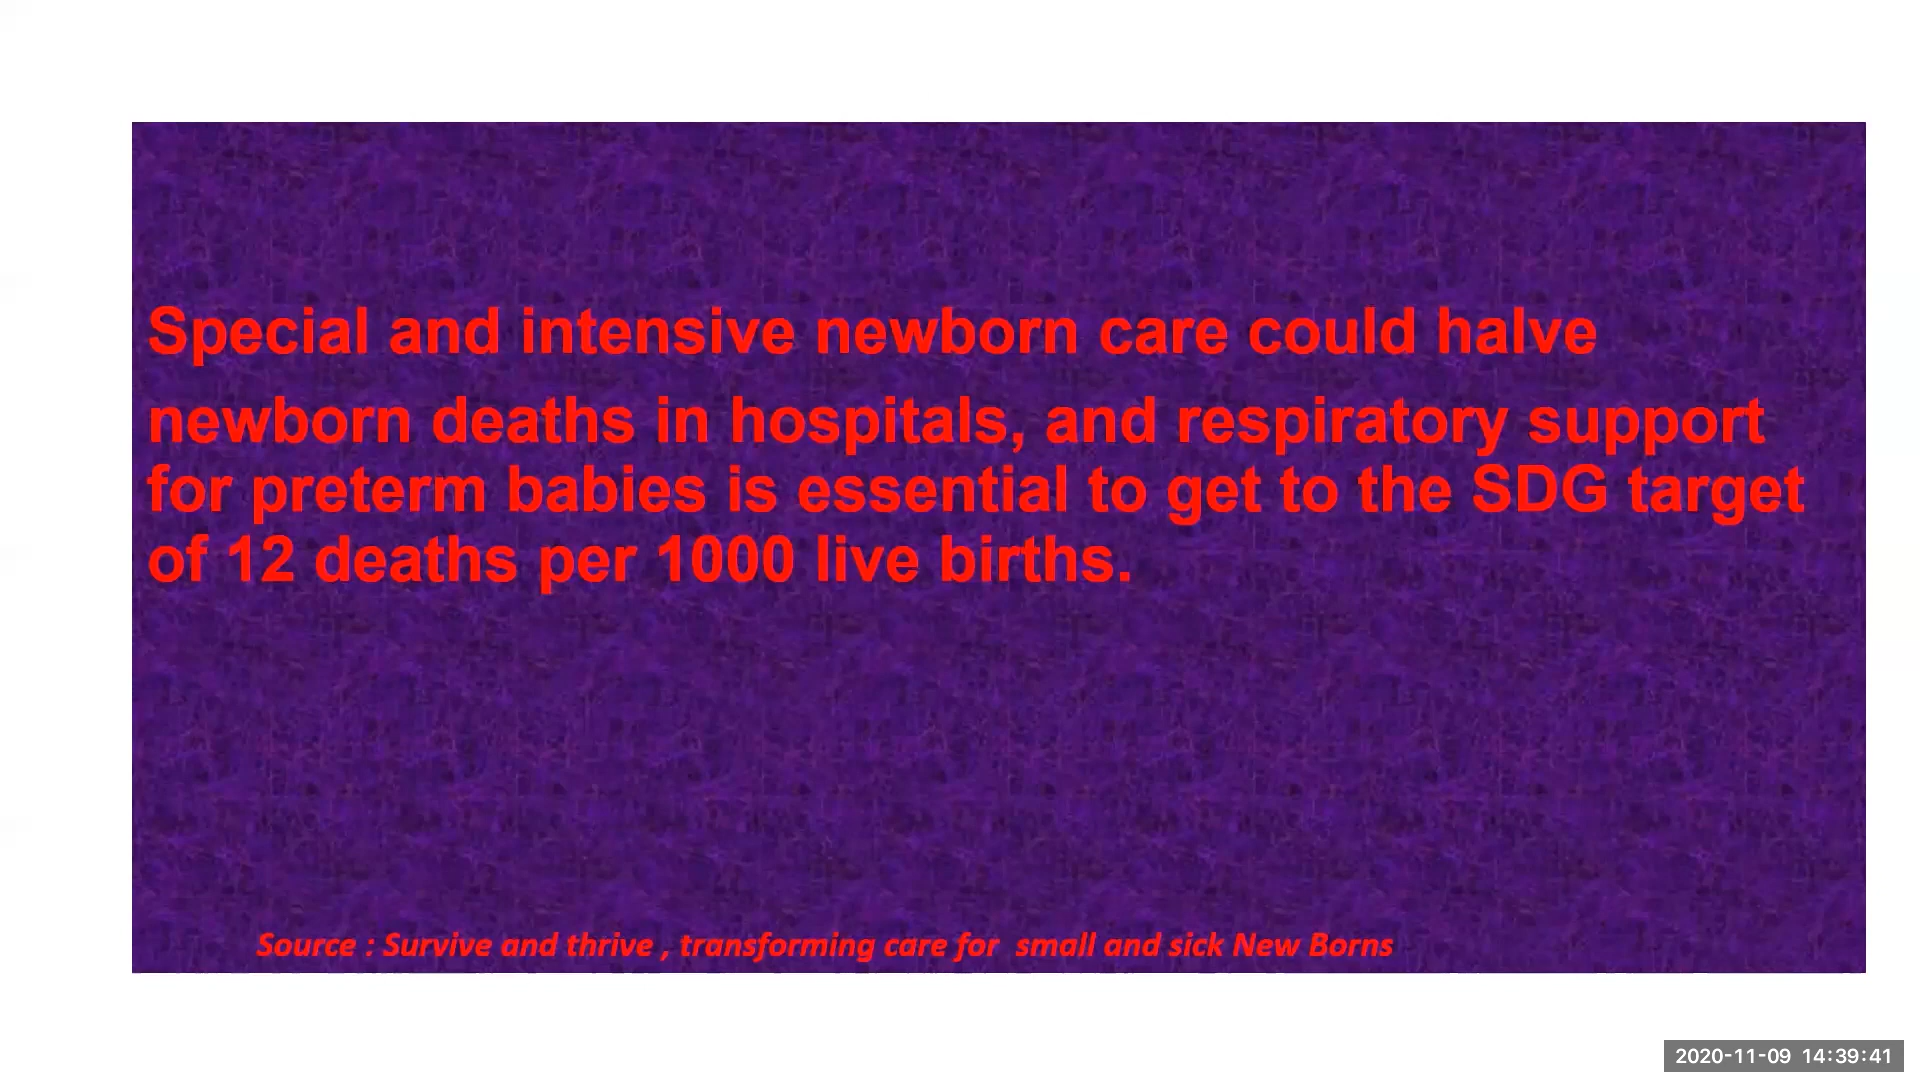 Special and intensive newborn care could halve
newborn deaths in hospitals, and respiratory support
for preterm babies is essential to get to the SDG target
of 12 deaths per 1000 live births.
Source : Survive and thrive , transforming care for  small and sick New Borns
2020-11-09 14:39:41